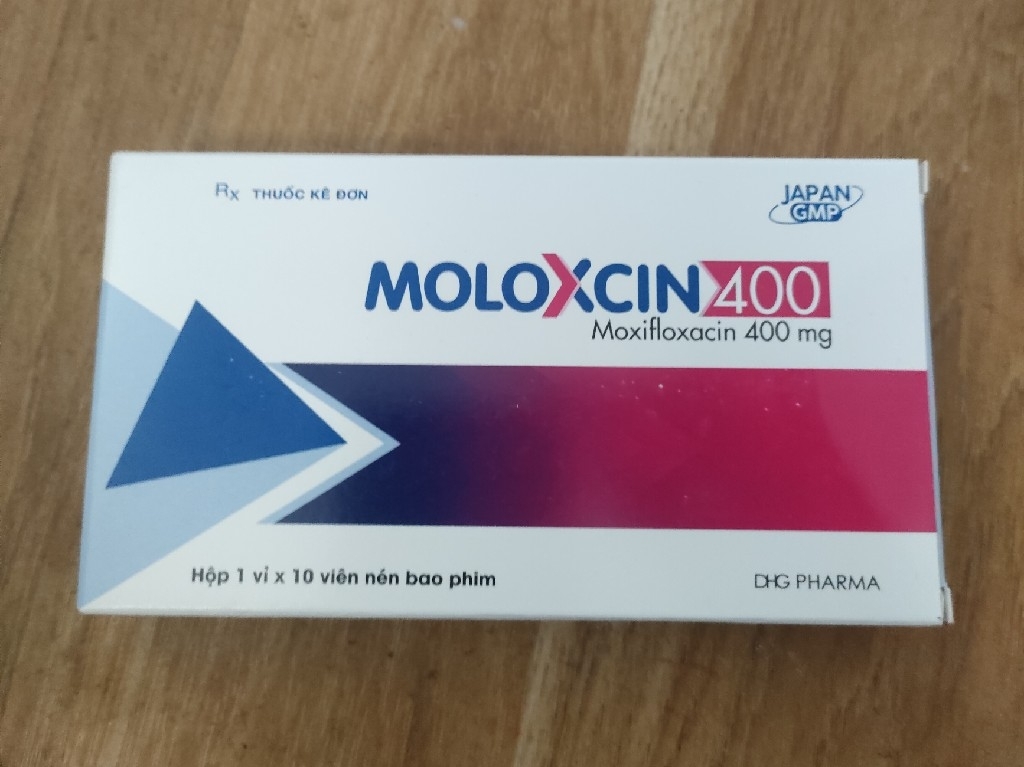 Rx THUỐC KÊ ĐƠN
JAPAN
GMP
MOLOXCIN 400
Moxifloxacin 400 mg
Hộp 1 vỉ x 10 viên nén bao phim
DHG PHARMA